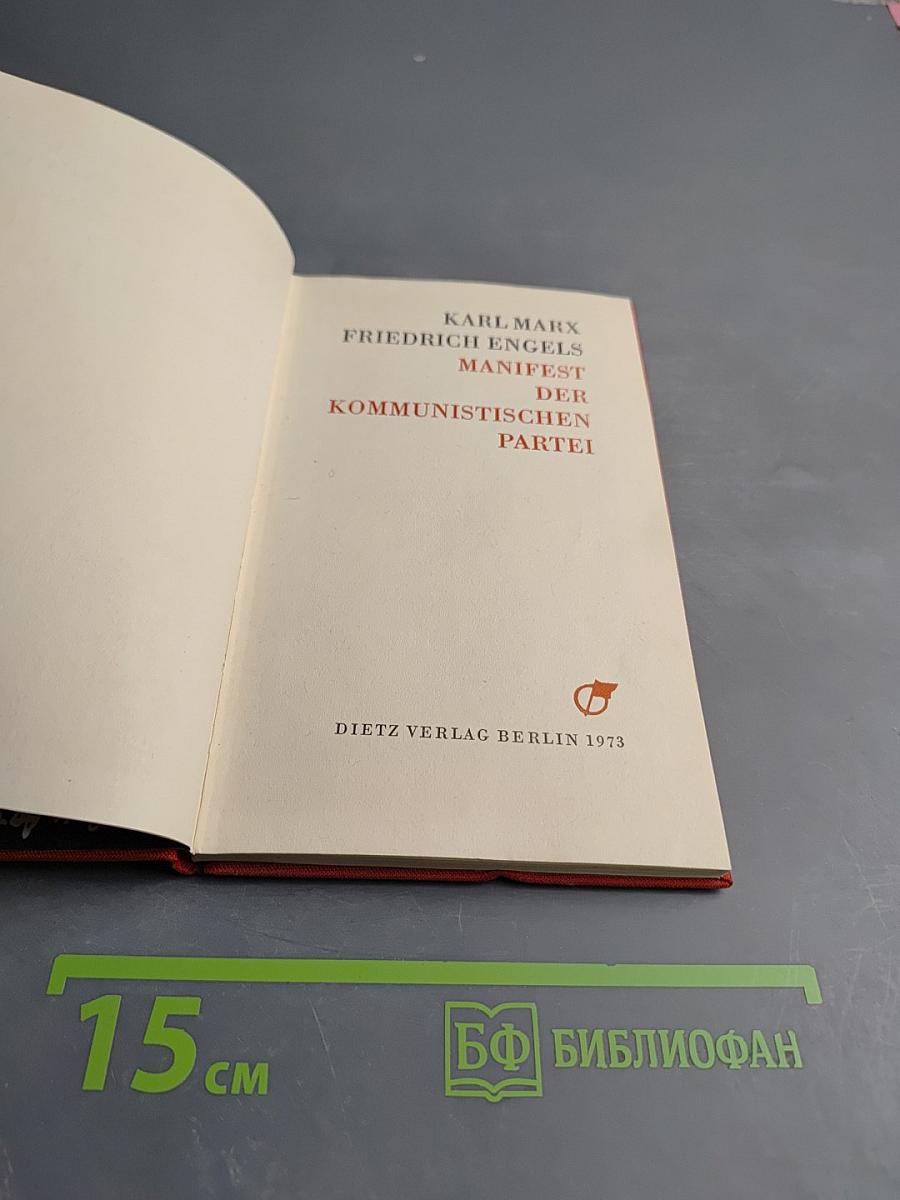 KARL MARX
FRIEDRICH ENGELS
MANIFEST
DER
KOMMUNISTISCHEN
PARTEI
DIETZ VERLAG BERLIN 1973
15 см
БФ БИБЛИОФАН